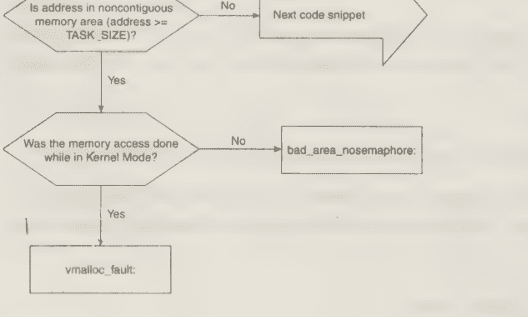 Is address in noncontiguous
memory area (address >=
TASK_SIZE)?
No
Next code snippet
Yes
Was the memory access done
while in Kernel Mode?
No
bad_area_nosemaphore:
Yes
vmalloc_fault: